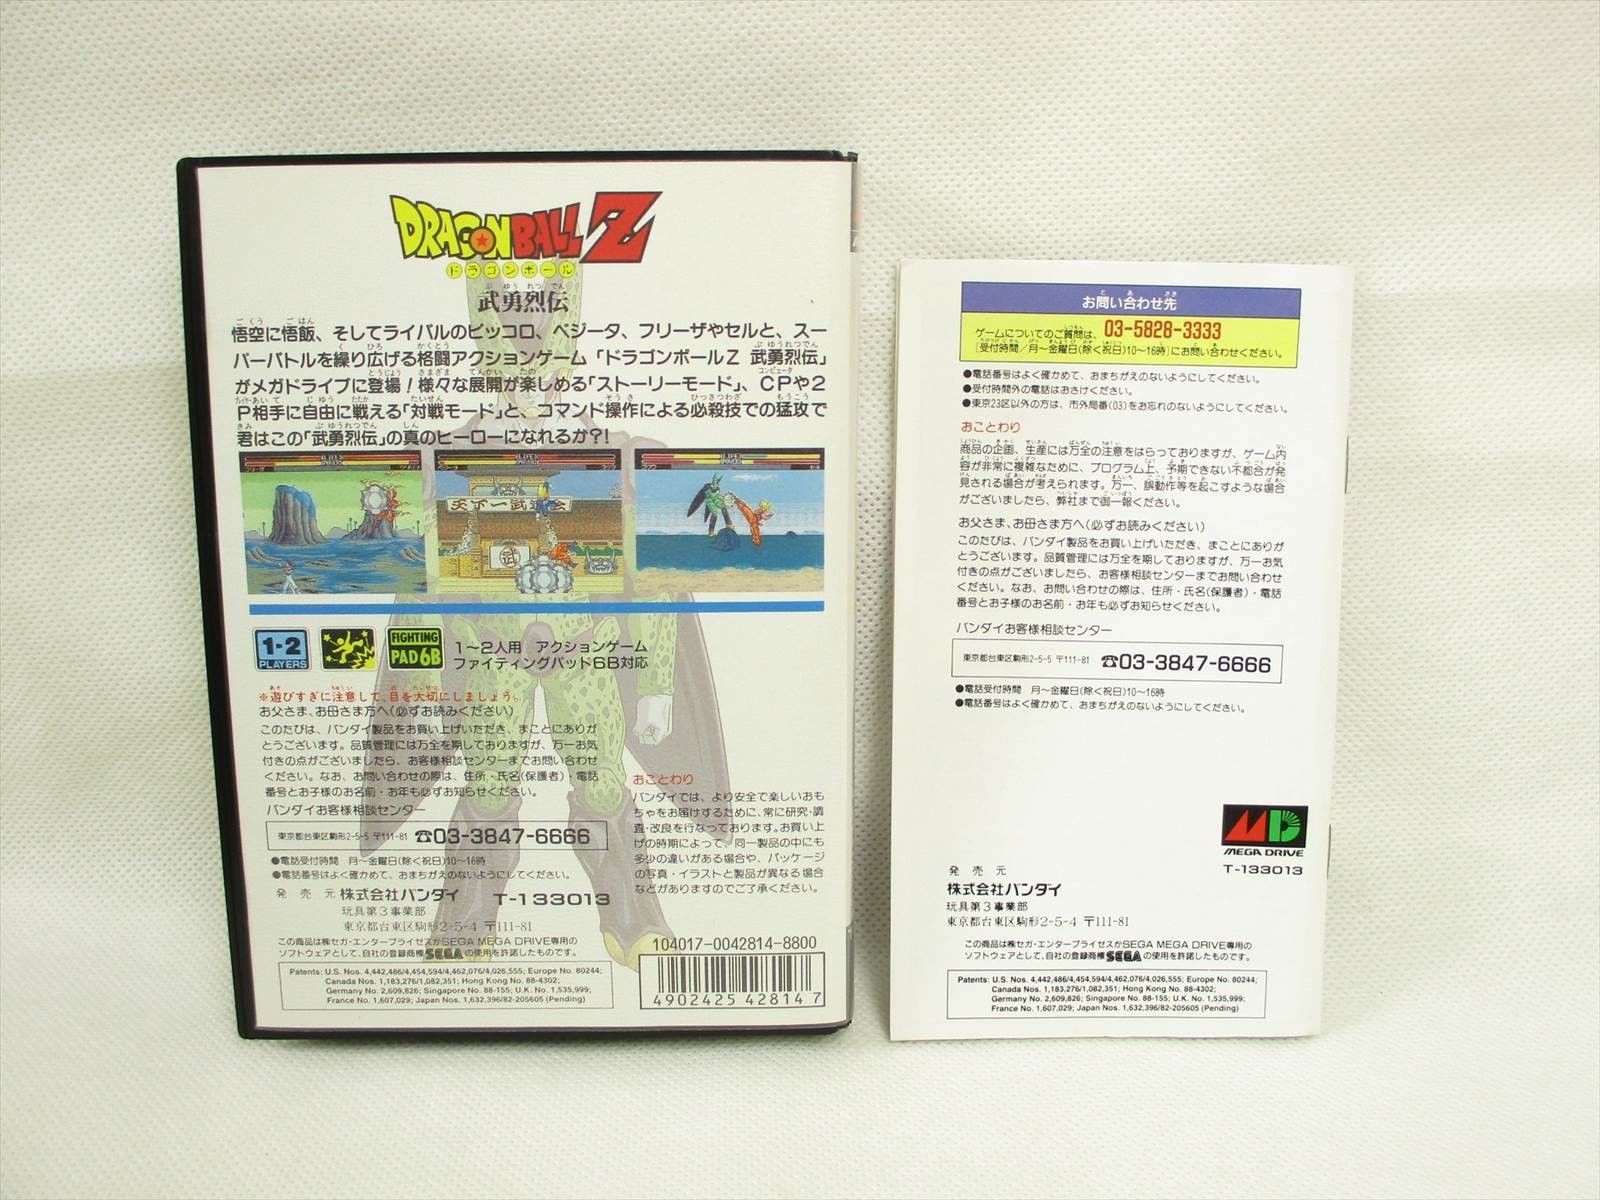 DRAGON BALL Z
ドラゴンボール
ぶゆうれつでん
武勇烈伝
悟空に悟飯、そしてライバルのピッコロ、ベジータ、フリーザやセルと、スー
パーバトルを繰り広げる格闘アクションゲーム「ドラゴンボールZ 武勇烈伝」
がメガドライブに登場!様々な展開が楽しめる「ストーリーモード」、CPや2
P相手に自由に戦える「対戦モード」と、コマンド操作による必殺技での猛攻で
君はこの「武勇烈伝」の真のヒーローになれるか?!
天下一武道会
武
1-2
PLAYERS
FIGHTING
PAD 6B
1〜2人用 アクションゲーム
ファイティングパッド6B対応
※遊びすぎに注意して、目を大切にしましょう。
お父さま、お母さま方へ(必ずお読みください)
このたびは、バンダイ製品をお買い上げいただき、まことにありが
とうございます。品質管理には万全を期しておりますが、万一お気
付きの点がございましたら、お客様相談センターまでお問い合わせ
ください。なお、お問い合わせの際は、住所・氏名(保護者)・電話
番号とお子様のお名前・お年も必ずお知らせください。
バンダイお客様相談センター
東京都台東区駒形2-5-5 〒111-81 ☎03-3847-6666
●電話受付時間 月〜金曜日(除く祝日)10〜16時
●電話番号はよく確かめて、おまちがえのないようにしてください。
発売元 株式会社バンダイ T-133013
玩具第3事業部
東京都台東区駒形2-5-4 〒111-81
この商品は㈱セガ・エンタープライゼスがSEGA MEGA DRIVE専用の
ソフトウェアとして、自社の登録商標SEGAの使用を許諾したものです。
Patents: U.S. Nos. 4,442,486/4,454,594/4,462,076/4,026,555; Europe No. 80244;
Canada Nos. 1,183,276/1,082,351; Hong Kong No. 88-4302;
Germany No. 2,609,826; Singapore No. 88-155; U.K. No. 1,535,999;
France No. 1,607,029; Japan Nos. 1,632,396/82-205605 (Pending)
おことわり
バンダイでは、より安全で楽しいおも
ちゃをお届けするために、常に研究・調
査・改良を行なっております。お買い上
げの時期によって、同一製品の中にも
多少の違いがある場合や、パッケージ
の写真・イラストと製品が異なる場合
などがありますのでご了承ください。
104017-0042814-8800
4902425428147
お問い合わせ先
ゲームについてのご質問は、03-5828-3333
[受付時間/月〜金曜日(除く祝日)10〜16時]にお問い合わせください。
●電話番号はよく確かめて、おまちがえのないようにしてください。
●受付時間外の電話はおさけください。
●東京23区以外の方は、市外局番(03)をお忘れのないようにしてください。
おことわり
商品の企画、生産には万全の注意をはらっておりますが、ゲーム内
容が非常に複雑なために、プログラム上、予期できない不都合が発
見される場合が考えられます。万一、誤動作等を起こすような場合
がございましたら、弊社まで御一報ください。
お父さま、お母さま方へ(必ずお読みください)
このたびは、バンダイ製品をお買い上げいただき、まことにありが
とうございます。品質管理には万全を期しておりますが、万一お気
付きの点がございましたら、お客様相談センターまでお問い合わせ
ください。なお、お問い合わせの際は、住所・氏名(保護者)・電話
番号とお子様のお名前・お年も必ずお知らせください。
バンダイお客様相談センター
東京都台東区駒形2-5-5 〒111-81 ☎03-3847-6666
●電話受付時間 月〜金曜日(除く祝日)10〜16時
●電話番号はよく確かめて、おまちがえのないようにしてください。
MD
MEGA DRIVE
T-133013
発売元
株式会社バンダイ
玩具第3事業部
東京都台東区駒形2-5-4 〒111-81
この商品は㈱セガ・エンタープライゼスがSEGA MEGA DRIVE専用の
ソフトウェアとして、自社の登録商標SEGAの使用を許諾したものです。
Patents: U.S. Nos. 4,442,486/4,454,594/4,462,076/4,026,555; Europe No. 80244;
Canada Nos. 1,183,276/1,082,351; Hong Kong No. 88-4302;
Germany No. 2,609,826; Singapore No. 88-155; U.K. No. 1,535,999;
France No. 1,607,029; Japan Nos. 1,632,396/82-205605 (Pending)